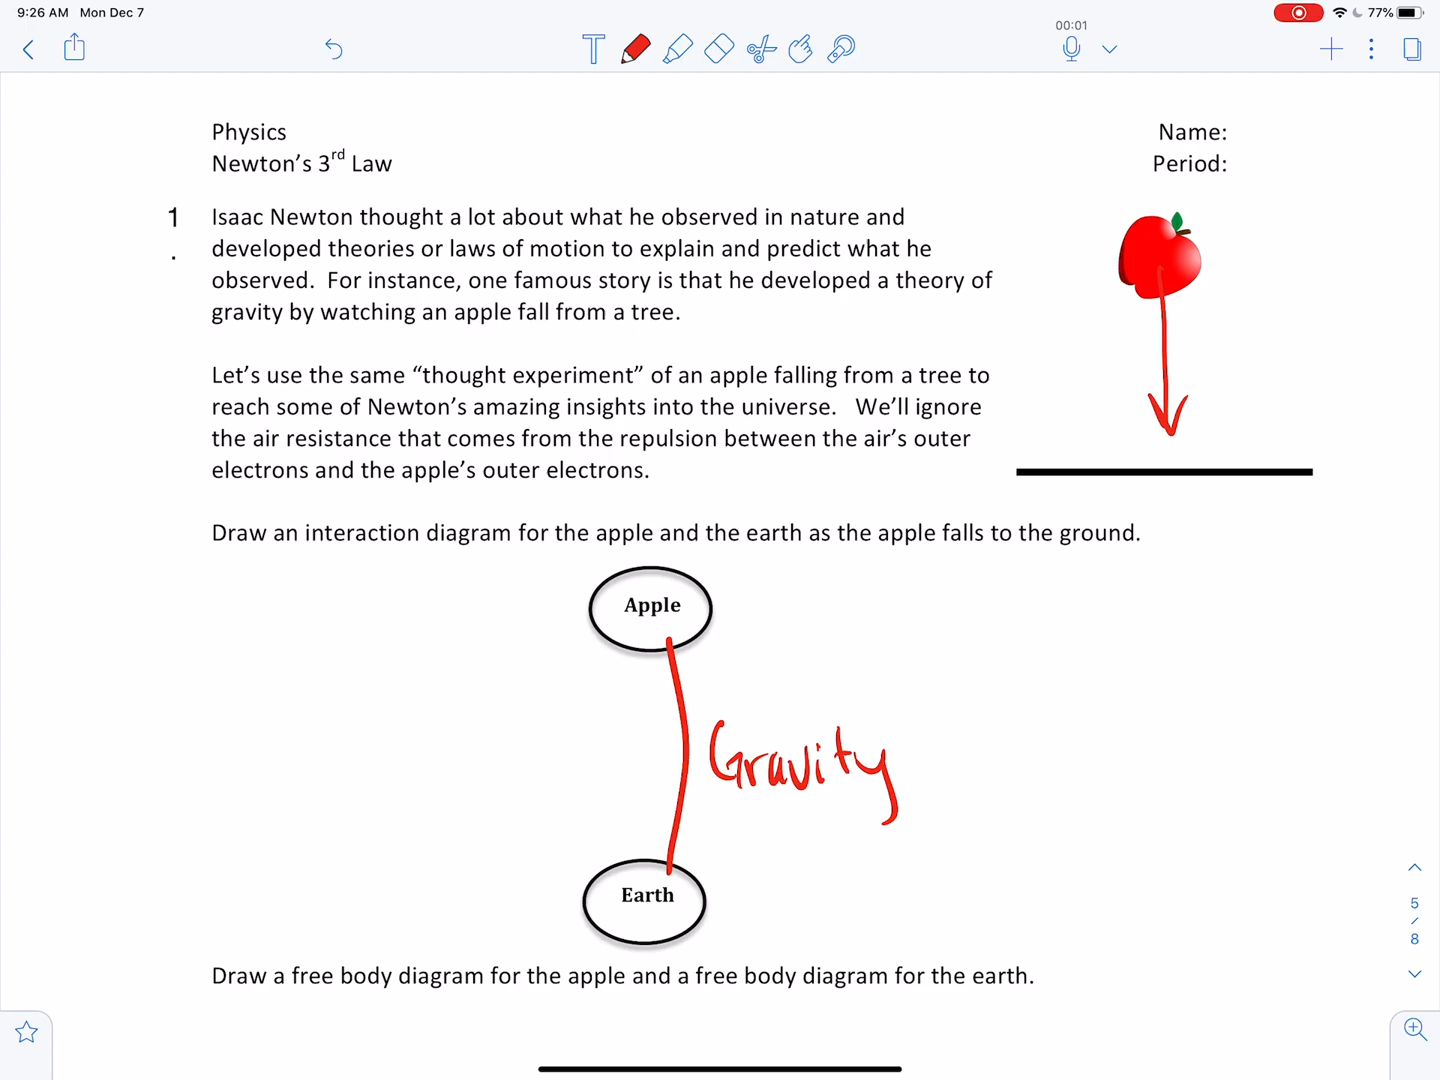 9:26 AM Mon Dec 7
77%
00:01
T
Physics
Name:
Newton's 3rd Law
Period:
1
.
Isaac Newton thought a lot about what he observed in nature and
developed theories or laws of motion to explain and predict what he
observed. For instance, one famous story is that he developed a theory of
gravity by watching an apple fall from a tree.
Let's use the same “thought experiment” of an apple falling from a tree to
reach some of Newton's amazing insights into the universe. We'll ignore
the air resistance that comes from the repulsion between the air's outer
electrons and the apple's outer electrons.
Draw an interaction diagram for the apple and the earth as the apple falls to the ground.
Apple
Gravity
Earth
5
/
8
Draw a free body diagram for the apple and a free body diagram for the earth.